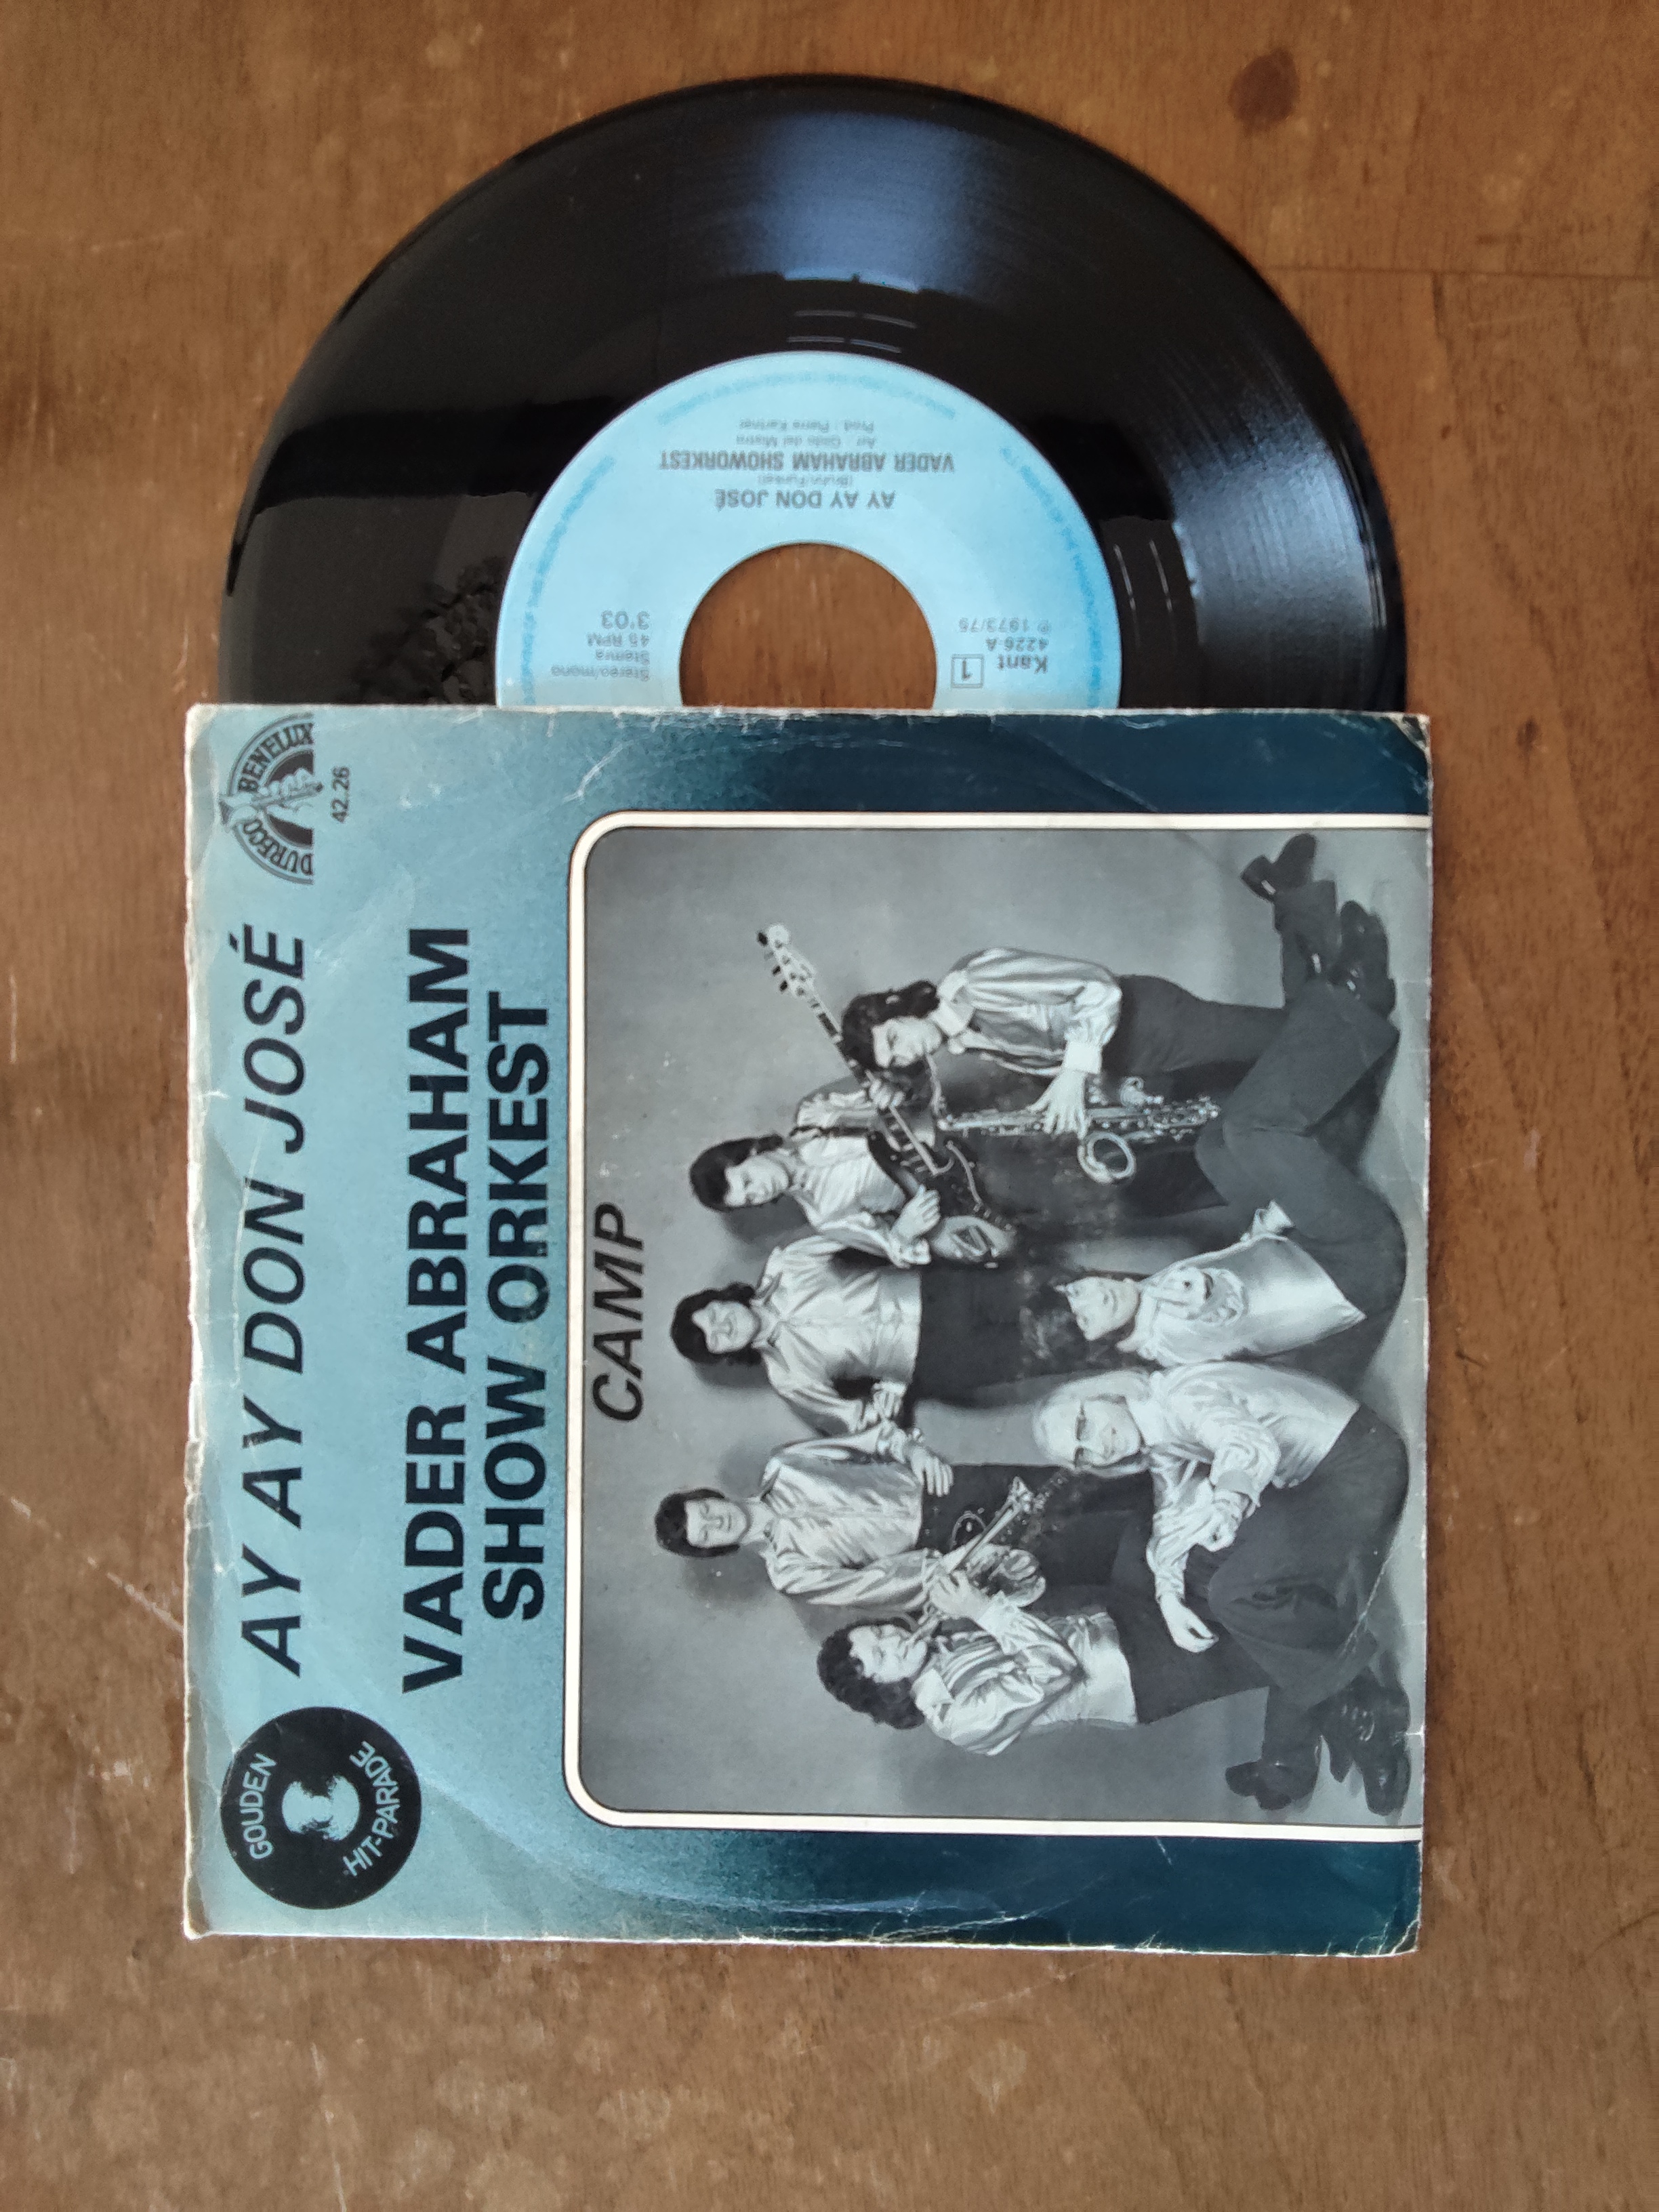 GOUDEN
HIT-PARADE
AY AY DON JOSÉ
DURECO BENELUX
42.26
VADER ABRAHAM
SHOW ORKEST
CAMP
Kant 1
4226-A
℗ 1973/75
Stereo/mono
Stemra
45 RPM
3'03
AY AY DON JOSÉ
VADER ABRAHAM SHOWORKEST
Prod.: Pierre Kartner